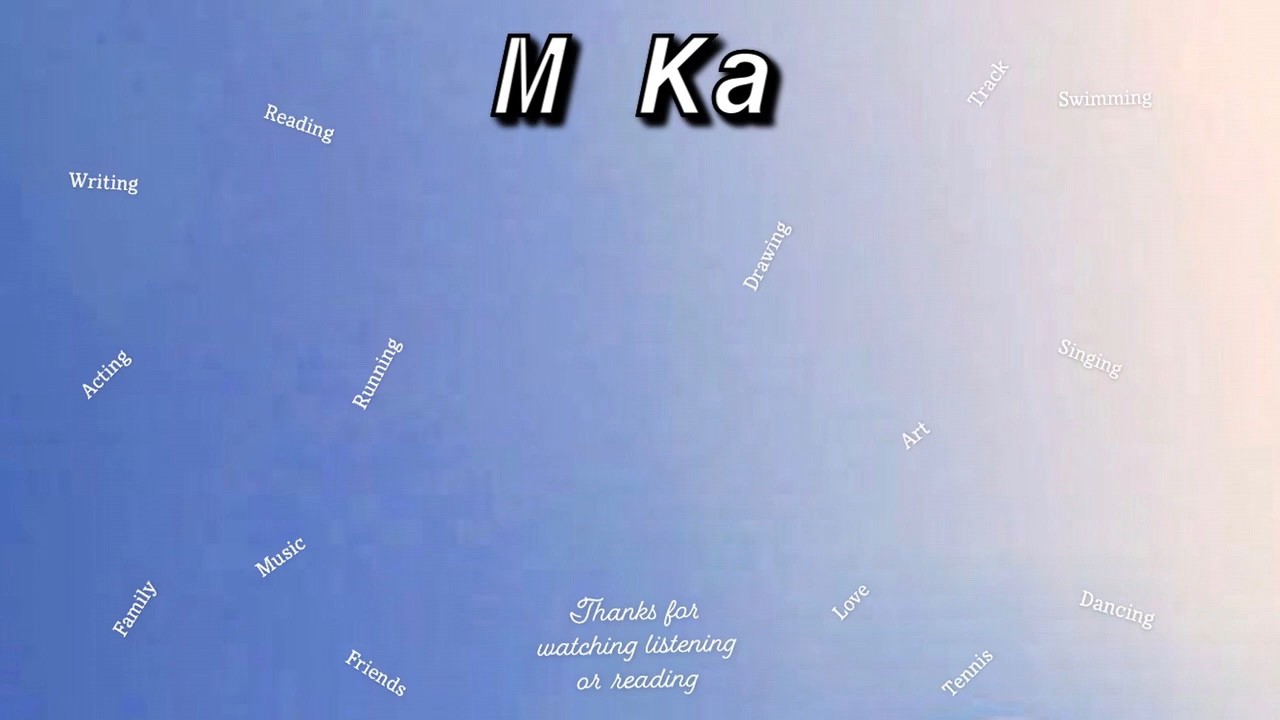 M Ka
Track
Swimming
Reading
Writing
Drawing
Acting
Running
Singing
Art
Music
Family
Love
Dancing
Thanks for
watching listening
or reading
Friends
Tennis